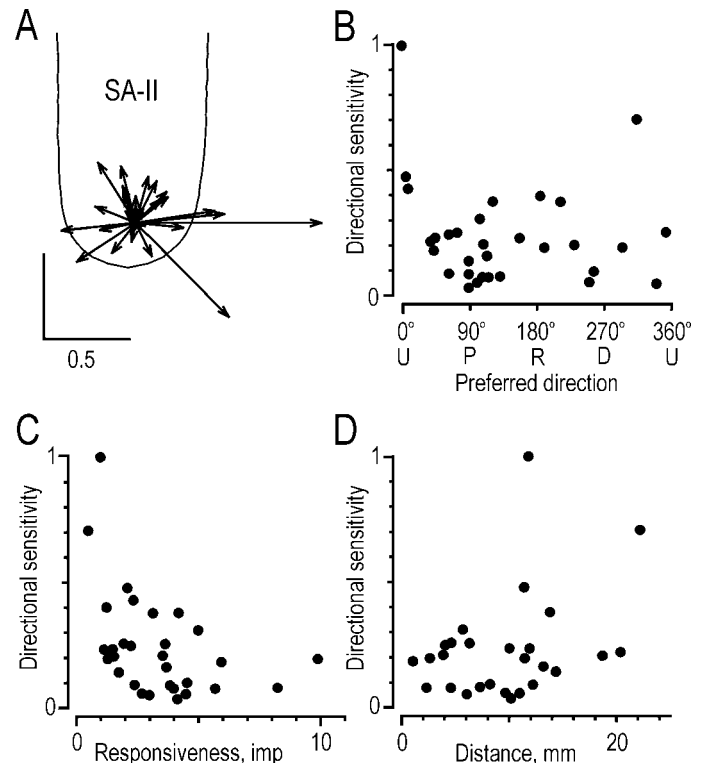 A
SA-II
0.5
B
Directional sensitivity
1
0
0° 90° 180° 270° 360°
U P R D U
Preferred direction
C
Directional sensitivity
1
0
0 10
Responsiveness, imp
D
Directional sensitivity
1
0
0 20
Distance, mm